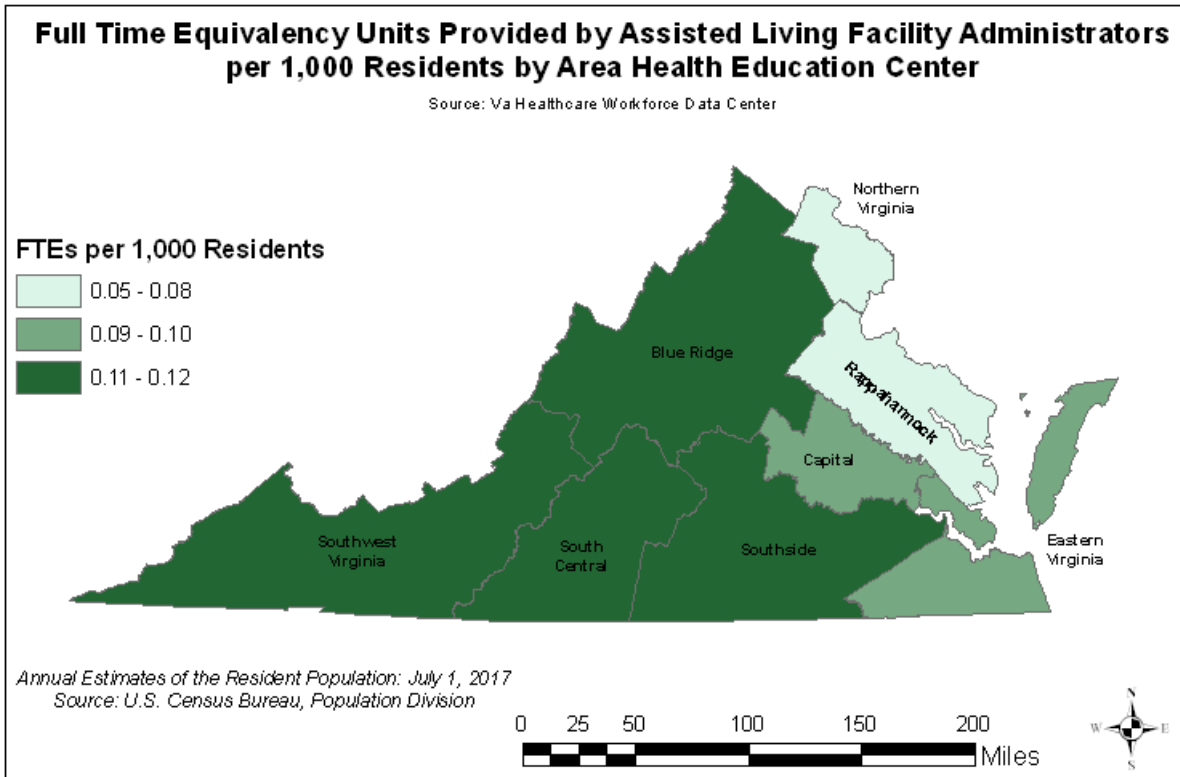 Full Time Equivalency Units Provided by Assisted Living Facility Administrators
per 1,000 Residents by Area Health Education Center
Source: Va Healthcare Workforce Data Center
Northern
Virginia
FTEs per 1,000 Residents
0.05 - 0.08
0.09 - 0.10
0.11 - 0.12
Blue Ridge
Rappahannock
Capital
Southwest
Virginia
South
Central
Southside
Eastern
Virginia
Annual Estimates of the Resident Population: July 1, 2017
Source: U.S. Census Bureau, Population Division
0 25 50 100 150 200
Miles
N
W E
S